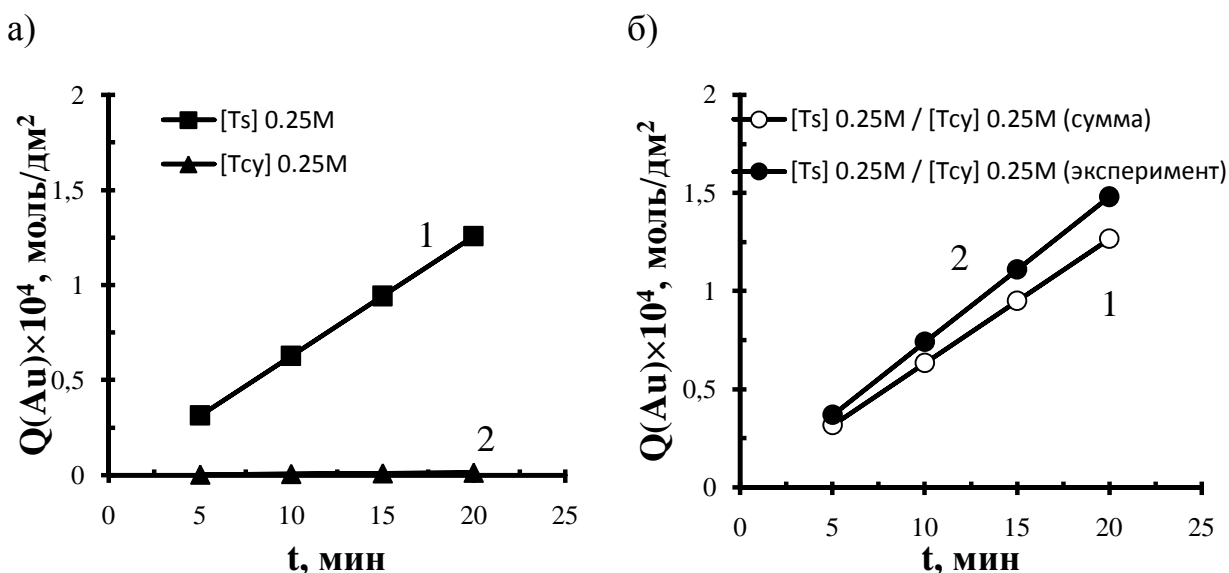 а)
Q(Au)×10⁴, моль/дм²
2
1,5
1
0,5
0
[Ts] 0.25M
[Tcy] 0.25M
1
2
0 5 10 15 20 25
t, мин
б)
Q(Au)×10⁴, моль/дм²
2
1,5
1
0,5
0
[Ts] 0.25M / [Tcy] 0.25M (сумма)
[Ts] 0.25M / [Tcy] 0.25M (эксперимент)
2
1
0 5 10 15 20 25
t, мин